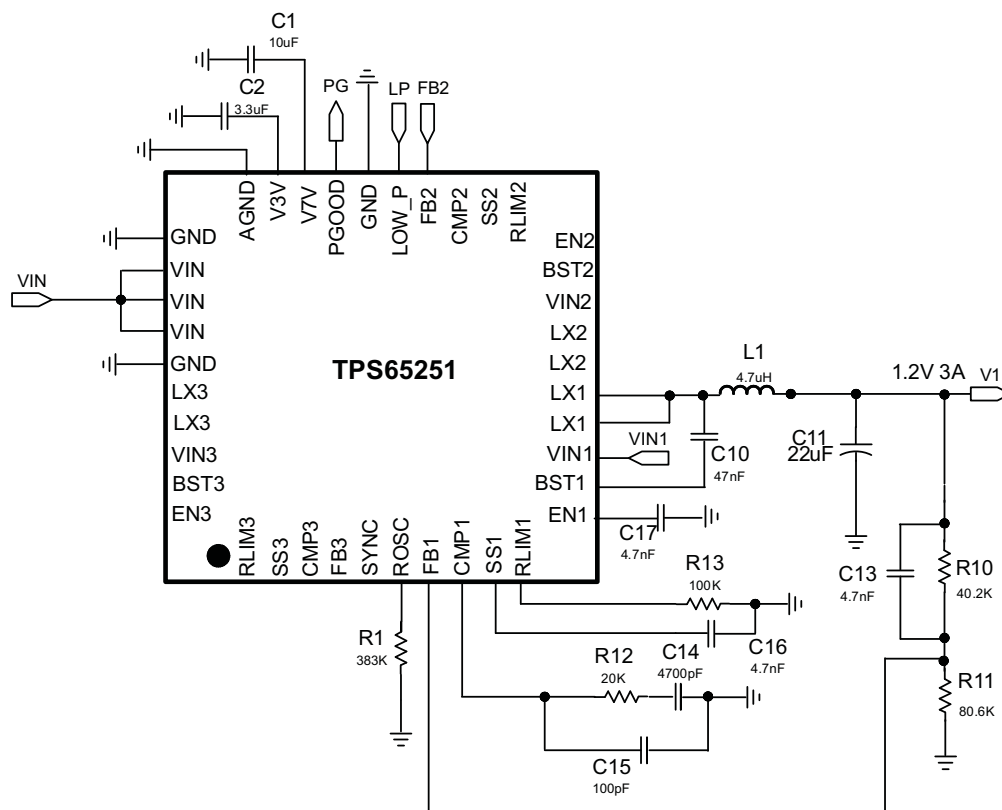 C1
10uF
C2
3.3uF
PG
LP
FB2
AGND
V3V
V7V
PGOOD
GND
LOW_P
FB2
CMP2
SS2
RLIM2
GND
VIN
VIN
VIN
VIN
GND
LX3
LX3
VIN3
BST3
EN3
TPS65251
EN2
BST2
VIN2
LX2
LX2
LX1
LX1
VIN1
BST1
EN1
RLIM3
SS3
CMP3
FB3
SYNC
ROSC
FB1
CMP1
SS1
RLIM1
L1
4.7uH
1.2V 3A
V1
VIN1
C10
47nF
C11
22uF
C17
4.7nF
R13
100K
C13
4.7nF
R10
40.2K
R1
383K
R12
20K
C14
4700pF
C16
4.7nF
R11
80.6K
C15
100pF